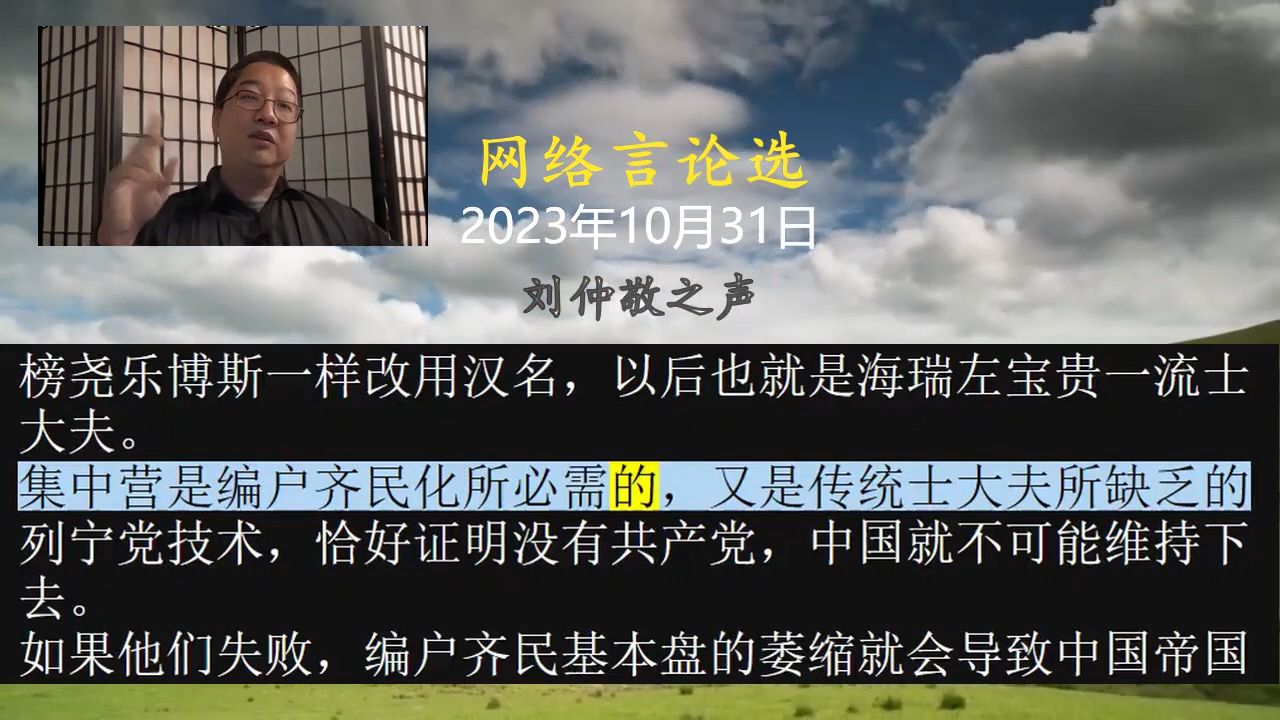 网络言论选
2023年10月31日
刘仲敬之声
榜尧乐博斯一样改用汉名，以后也就是海瑞左宝贵一流士
大夫。
集中营是编户齐民化所必需的，又是传统士大夫所缺乏的
列宁党技术，恰好证明没有共产党，中国就不可能维持下
去。
如果他们失败，编户齐民基本盘的萎缩就会导致中国帝国